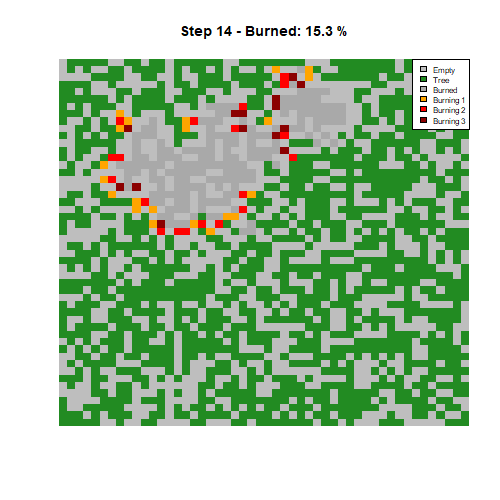 Step 14 - Burned: 15.3 %
Empty
Tree
Burned
Burning 1
Burning 2
Burning 3